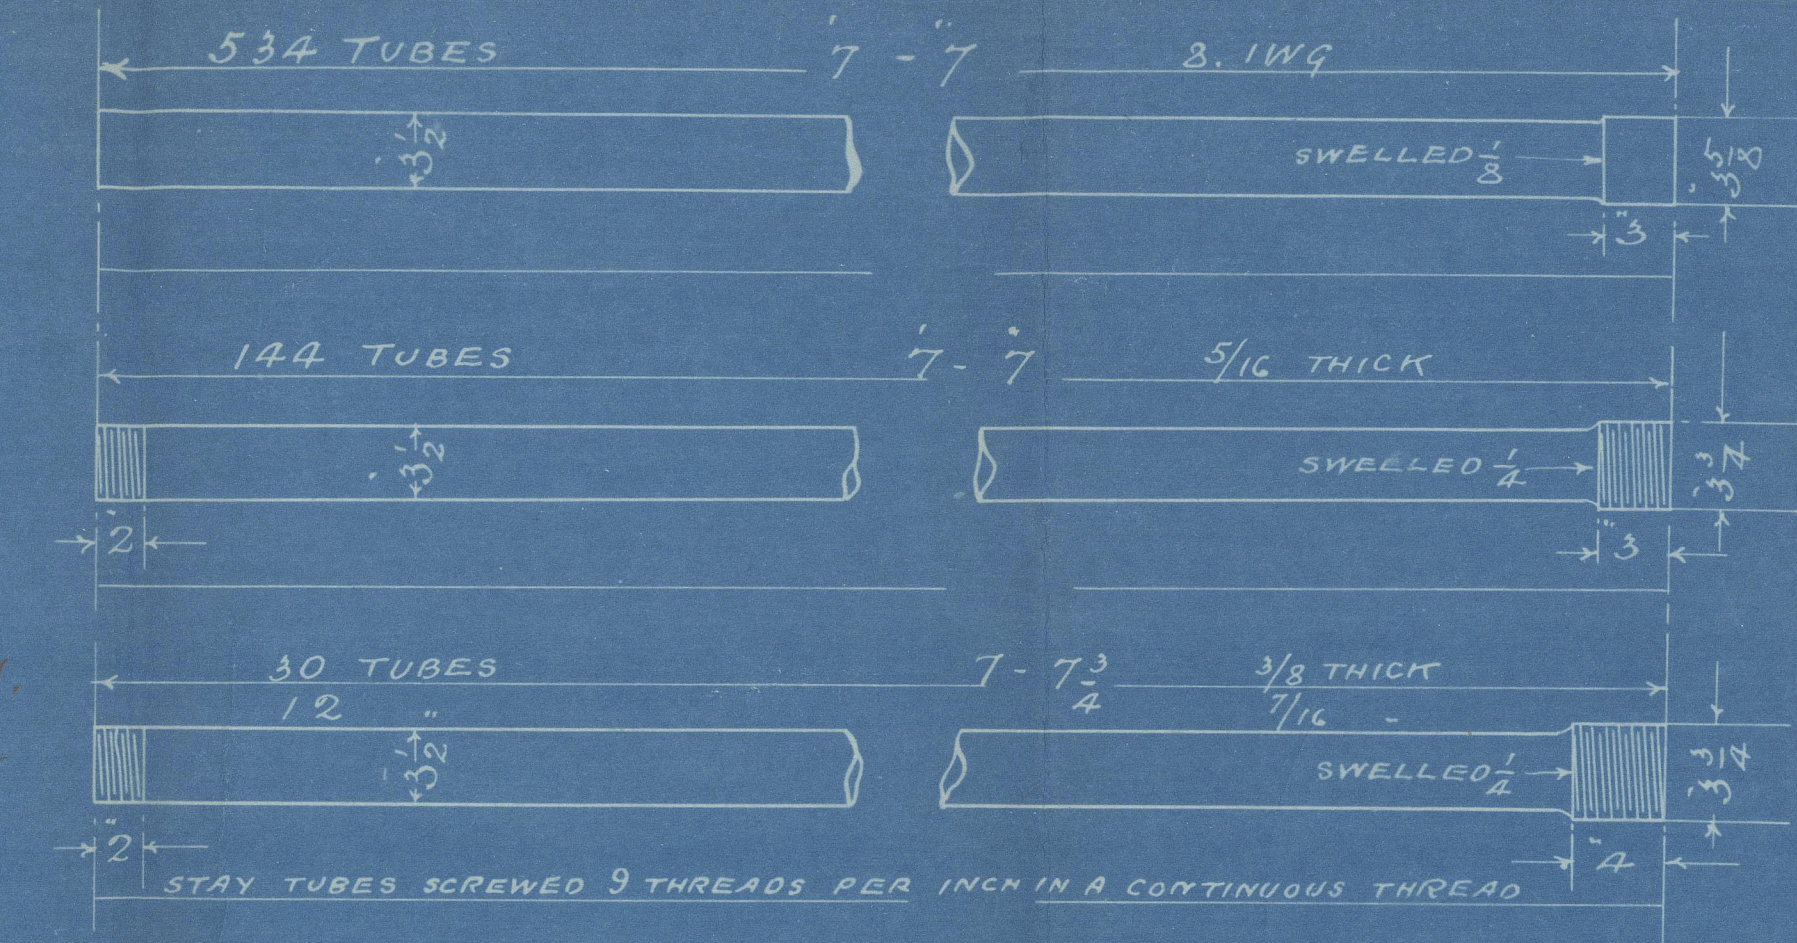 534 TUBES 7' - 7" 8. IWG
3 1/2
SWELLED 1/8
3 5/8"
3"
144 TUBES 7' - 7" 5/16 THICK
3 1/2
SWELLED 1/4
3 3/4
2"
3"
30 TUBES 7 - 7 3/4 3/8 THICK
12 " 7/16 -
3 1/2
SWELLED 1/4
3 3/4
2"
4"
STAY TUBES SCREWED 9 THREADS PER INCH IN A CONTINUOUS THREAD